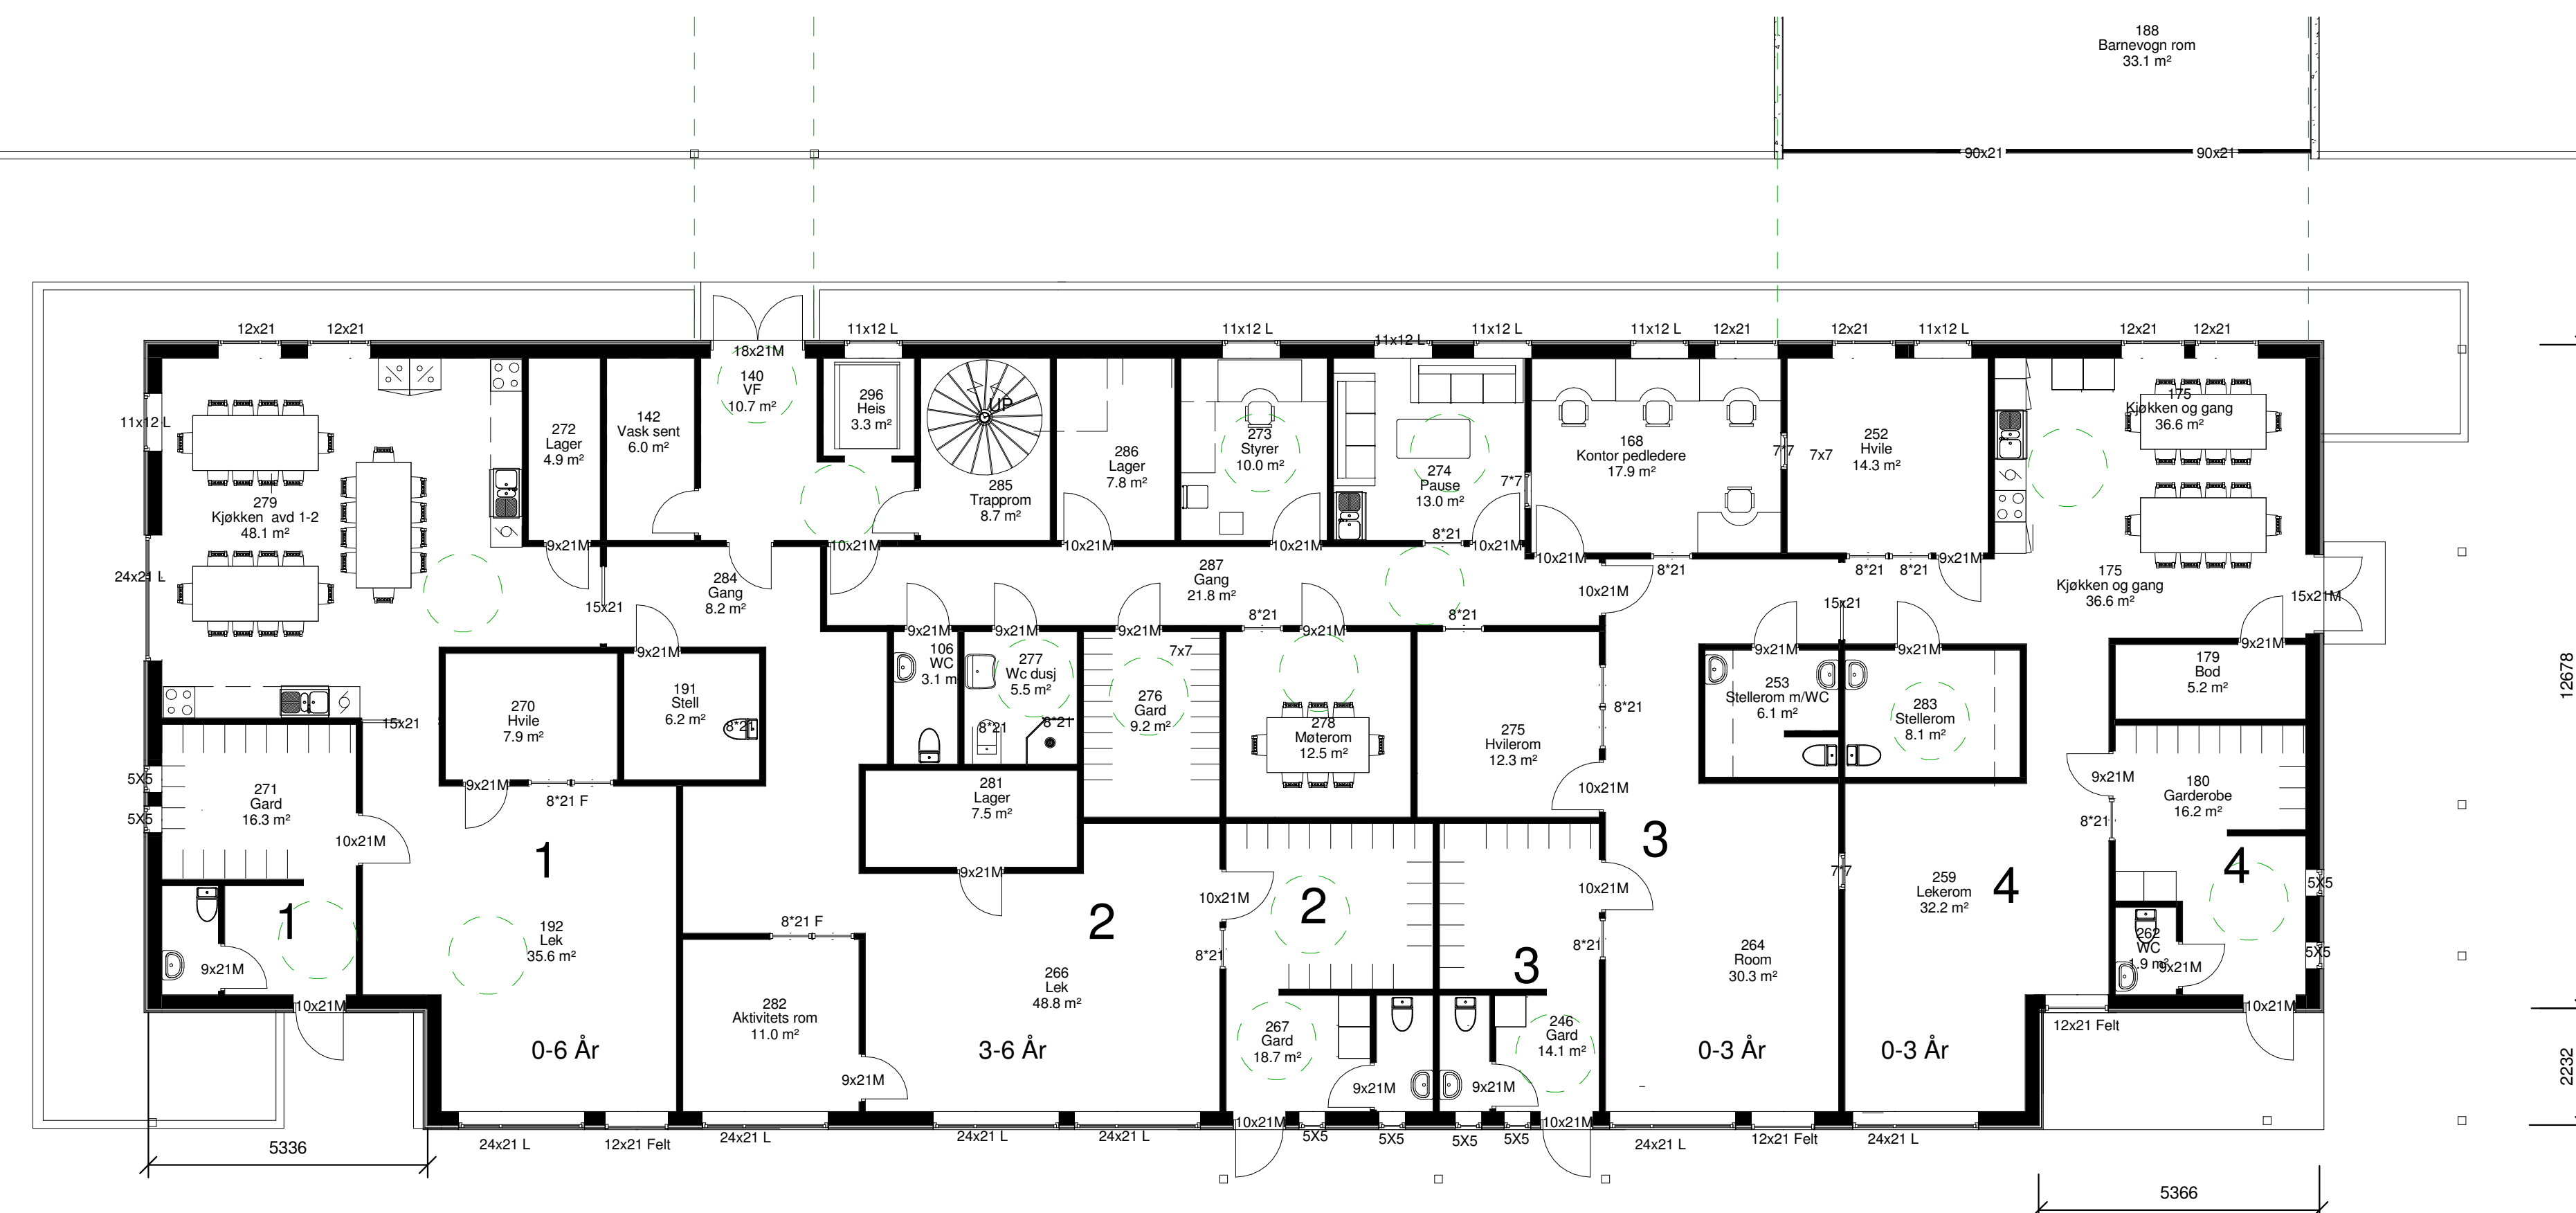 188
Barnevogn rom
33.1 m²
90x21
90x21
12x21
12x21
11x12 L
11x12 L
11x12 L
11x12 L
11x12 L
12x21
12x21
11x12 L
12x21
12x21
18x21M
140
VF
10.7 m²
296
Heis
3.3 m²
UP
285
Trapprom
8.7 m²
286
Lager
7.8 m²
273
Styrer
10.0 m²
274
Pause
13.0 m²
7*7
168
Kontor pedledere
17.9 m²
7*7
7x7
252
Hvile
14.3 m²
175
Kjøkken og gang
36.6 m²
11x12 L
272
Lager
4.9 m²
142
Vask sent
6.0 m²
279
Kjøkken avd 1-2
48.1 m²
24x21 L
9x21M
10x21M
10x21M
10x21M
8*21
10x21M
10x21M
8*21
8*21
8*21
9x21M
175
Kjøkken og gang
36.6 m²
15x21M
15x21
284
Gang
8.2 m²
287
Gang
21.8 m²
10x21M
15x21
8*21
8*21
9x21M
9x21M
9x21M
9x21M
9x21M
9x21M
9x21M
9x21M
106
WC
3.1 m
277
Wc dusj
5.5 m²
8*21
8*21
7x7
276
Gard
9.2 m²
278
Møterom
12.5 m²
275
Hvilerom
12.3 m²
8*21
10x21M
253
Stellerom m/WC
6.1 m²
283
Stellerom
8.1 m²
179
Bod
5.2 m²
12678
15x21
270
Hvile
7.9 m²
191
Stell
6.2 m²
8*21
9x21M
8*21 F
5X5
5X5
271
Gard
16.3 m²
10x21M
281
Lager
7.5 m²
9x21M
9x21M
8*21
180
Garderobe
16.2 m²
1
3
4
4
5X5
5X5
7*7
1
9x21M
10x21M
192
Lek
35.6 m²
8*21 F
2
2
3
10x21M
8*21
10x21M
8*21
259
Lekerom
32.2 m²
262
WC
1.9 m²
9x21M
10x21M
12x21 Felt
264
Room
30.3 m²
266
Lek
48.8 m²
282
Aktivitets rom
11.0 m²
9x21M
267
Gard
18.7 m²
9x21M
246
Gard
14.1 m²
9x21M
0-6 År
3-6 År
0-3 År
0-3 År
2232
10x21M
5X5
5X5
5X5
5X5
10x21M
24x21 L
12x21 Felt
24x21 L
24x21 L
24x21 L
24x21 L
12x21 Felt
24x21 L
5336
5366